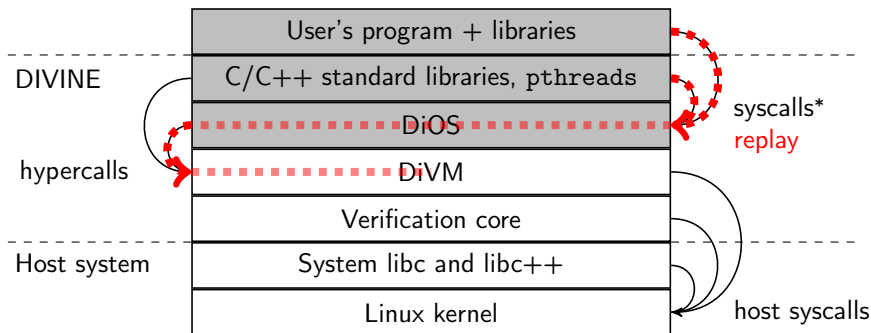 User's program + libraries
DIVINE
C/C++ standard libraries, pthreads
syscalls*
DiOS
replay
hypercalls
DiVM
Verification core
Host system
System libc and libc++
Linux kernel
host syscalls